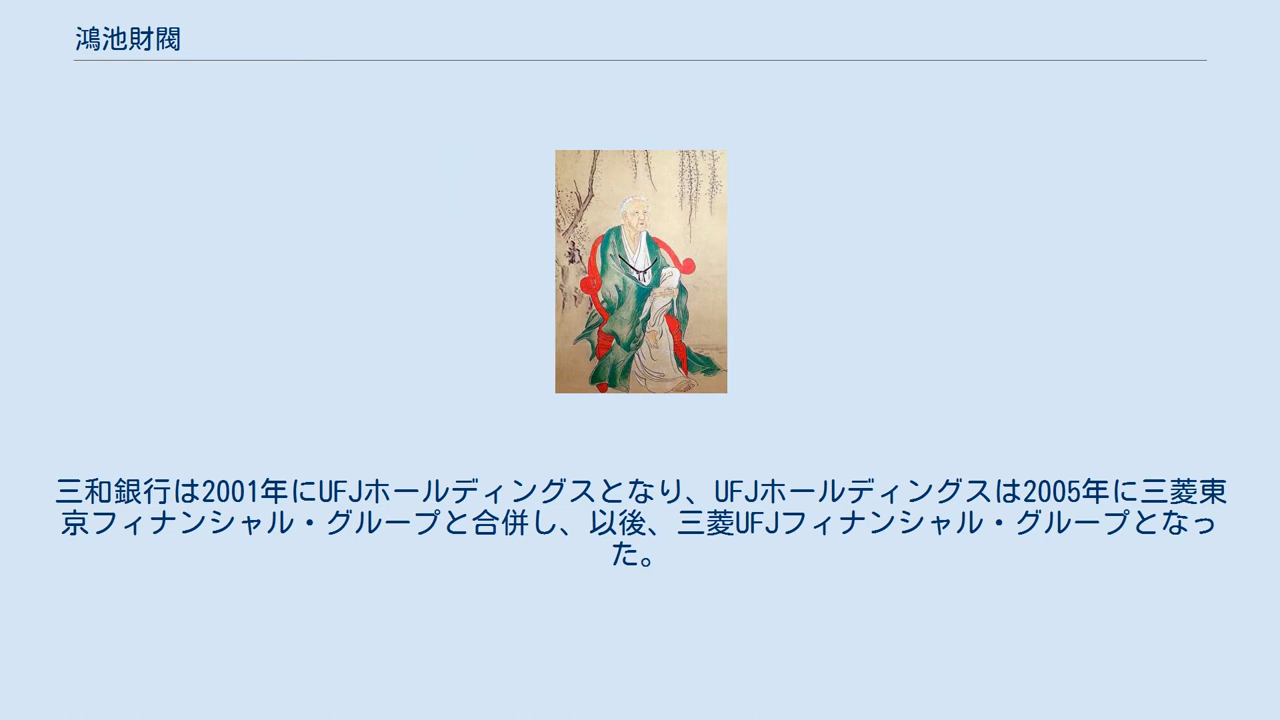 鴻池財閥
三和銀行は2001年にUFJホールディングスとなり、UFJホールディングスは2005年に三菱東
京フィナンシャル・グループと合併し、以後、三菱UFJフィナンシャル・グループとなっ
た。